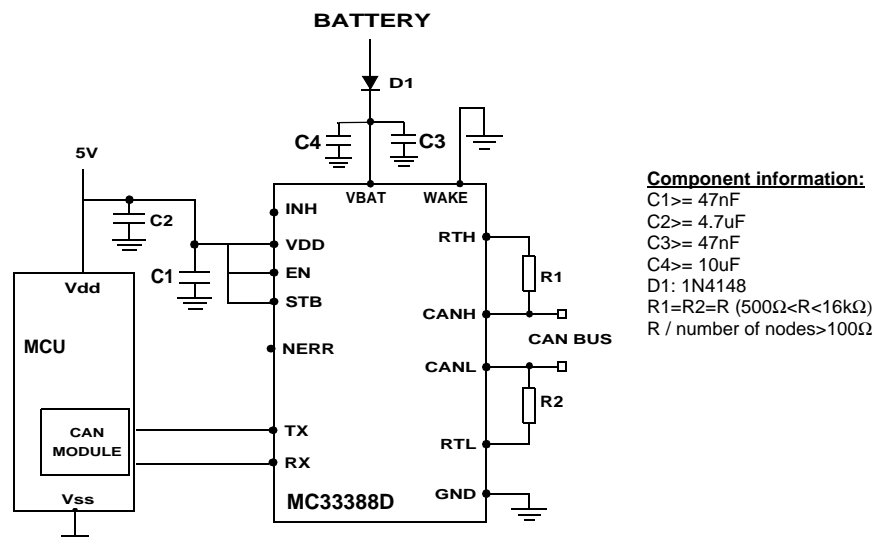 BATTERY
D1
C4
C3
5V
C2
INH
VBAT
WAKE
VDD
EN
STB
C1
RTH
R1
Vdd
MCU
NERR
CANH
CAN BUS
CANL
R2
CAN
MODULE
TX
RX
RTL
GND
Vss
MC33388D
Component information:
C1>= 47nF
C2>= 4.7uF
C3>= 47nF
C4>= 10uF
D1: 1N4148
R1=R2=R (500Ω<R<16kΩ)
R / number of nodes>100Ω